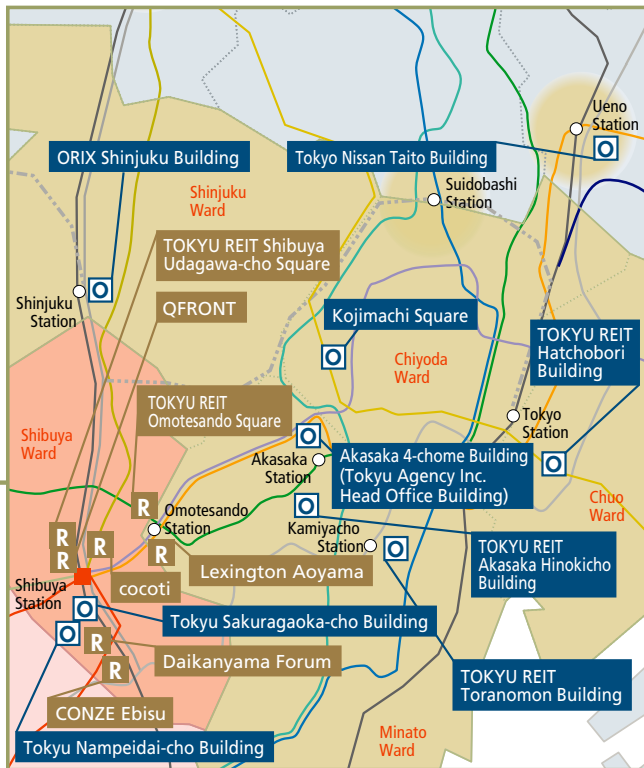 Ueno
Station
O
ORIX Shinjuku Building
Tokyo Nissan Taito Building
Suidobashi
Station
Shinjuku
Ward
TOKYU REIT Shibuya
Udagawa-cho Square
O
Shinjuku
Station
QFRONT
Kojimachi Square
O
TOKYU REIT
Hatchobori
Building
Chiyoda
Ward
TOKYU REIT
Omotesando Square
Tokyo
Station
Shibuya
Ward
O
Akasaka
Station
Akasaka 4-chome Building
(Tokyu Agency Inc.
Head Office Building)
O
Chuo
Ward
R
Omotesando
Station
O
Kamiyacho
Station
O
TOKYU REIT
Akasaka Hinokicho
Building
R
R
R
R
Lexington Aoyama
Shibuya
Station
cocoti
O
Tokyu Sakuragaoka-cho Building
O
R
Daikanyama Forum
R
TOKYU REIT
Toranomon Building
CONZE Ebisu
Minato
Ward
Tokyu Nampeidai-cho Building